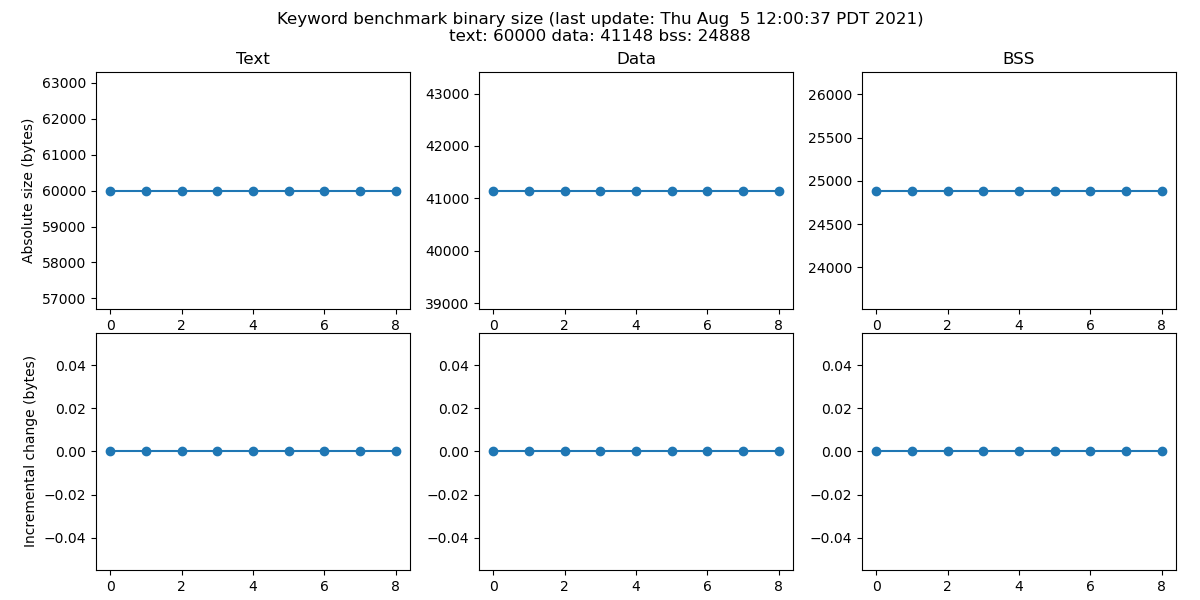 Keyword benchmark binary size (last update: Thu Aug  5 12:00:37 PDT 2021)
text: 60000 data: 41148 bss: 24888
Text
Data
BSS
Absolute size (bytes)
63000
62000
61000
60000
59000
58000
57000
0 2 4 6 8
43000
42000
41000
40000
39000
0 2 4 6 8
26000
25500
25000
24500
24000
0 2 4 6 8
Incremental change (bytes)
0.04
0.02
0.00
−0.02
−0.04
0 2 4 6 8
0.04
0.02
0.00
−0.02
−0.04
0 2 4 6 8
0.04
0.02
0.00
−0.02
−0.04
0 2 4 6 8